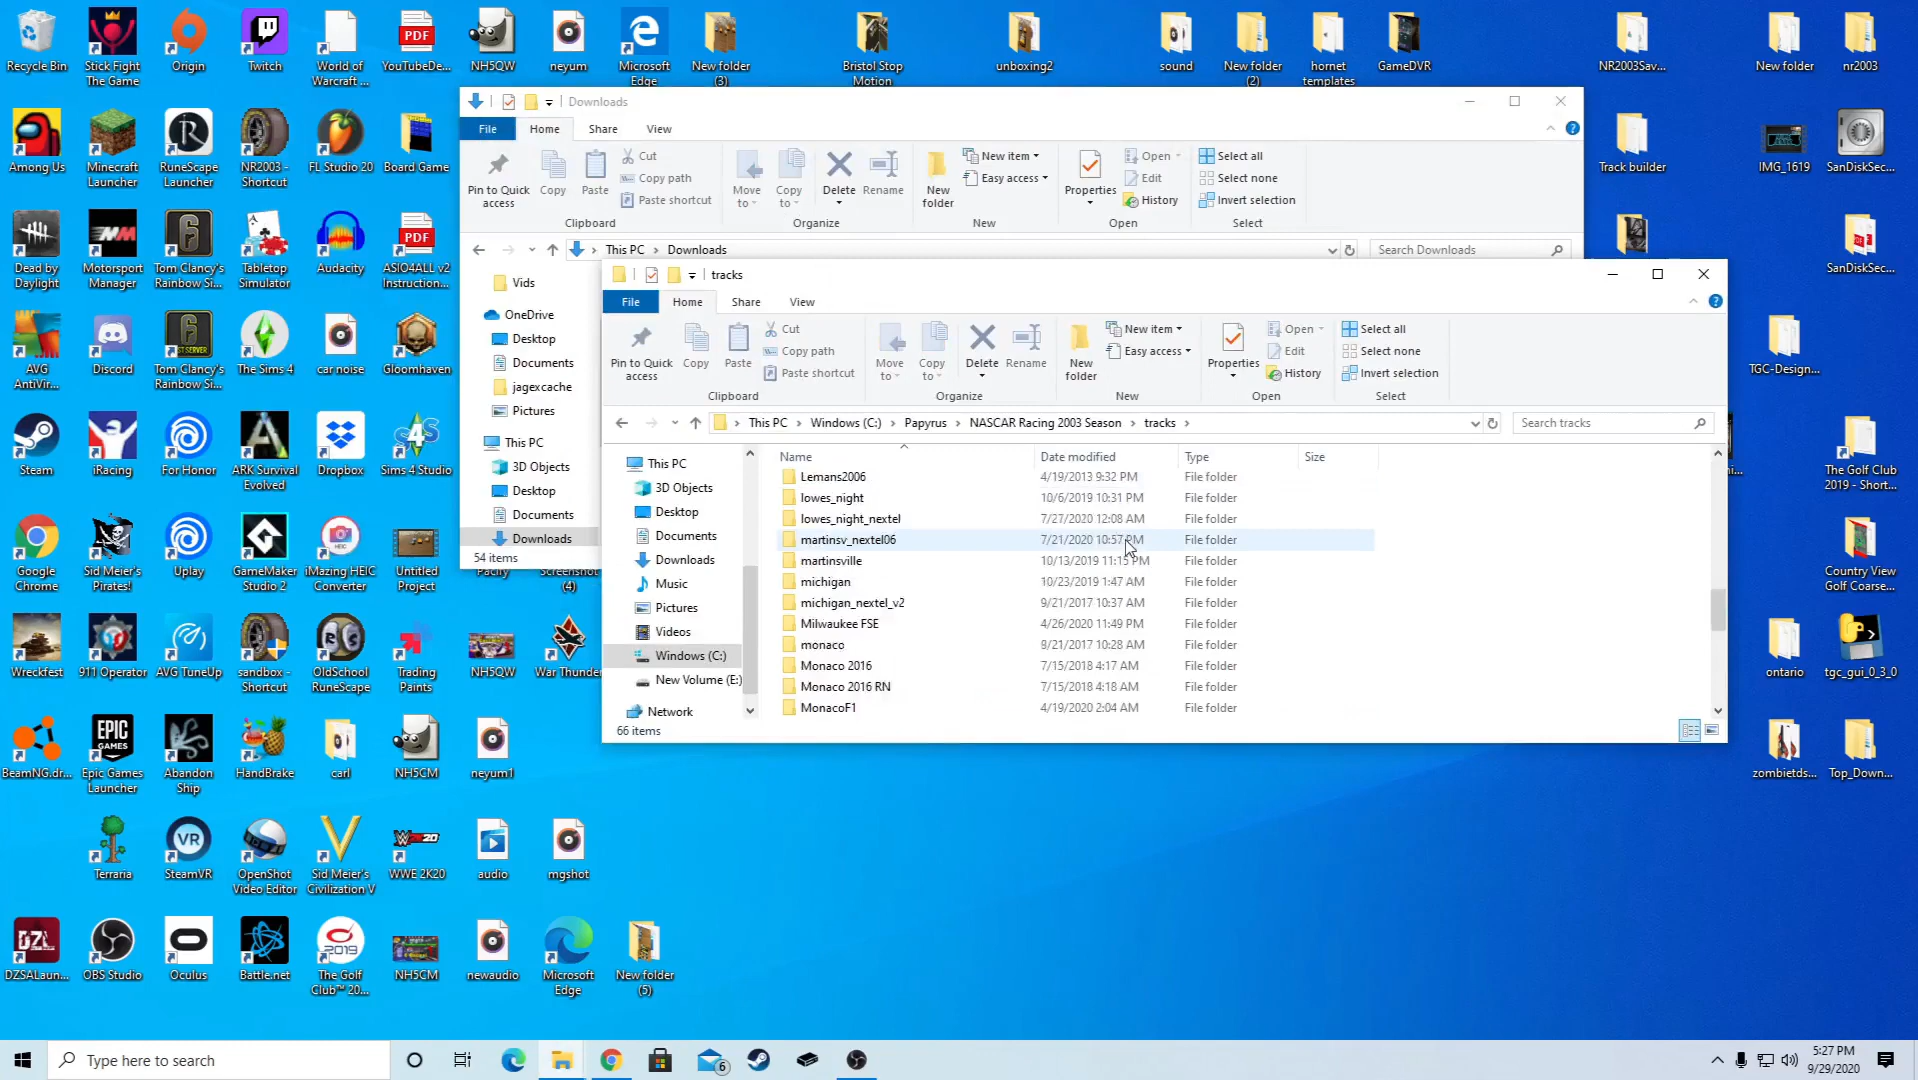 Recycle Bin
Stick Fight
The Game
Origin
Twitch
World of
Warcraft ...
YouTubeDe...
NH5QW
neyum
Microsoft
Edge
New folder
(3)
Bristol Stop
Motion
unboxing2
sound
New folder
(2)
hornet
templates
GameDVR
NR2003Sav...
New folder
nr2003
Among Us
Minecraft
Launcher
RuneScape
Launcher
NR2003 -
Shortcut
FL Studio 20
Board Game
Track builder
IMG_1619
SanDiskSec...
Dead by
Daylight
Motorsport
Manager
Tom Clancy's
Rainbow Si...
Tabletop
Simulator
Audacity
ASIO4ALL v2
Instruction...
SanDiskSec...
AVG
AntiVir...
Discord
Tom Clancy's
Rainbow Si...
The Sims 4
car noise
Gloomhaven
TGC-Design...
Steam
iRacing
For Honor
ARK Survival
Evolved
Dropbox
Sims 4 Studio
The Golf Club
2019 - Short...
Google
Chrome
Sid Meier's
Pirates!
Uplay
GameMaker
Studio 2
iMazing HEIC
Converter
Untitled
Project
Pacify
Screenshot
(4)
Country View
Golf Coarse...
Wreckfest
911 Operator
AVG TuneUp
sandbox -
Shortcut
OldSchool
RuneScape
Trading
Paints
NH5QW
War Thunder
ontario
tgc_gui_0_3_0
BeamNG.dr...
Epic Games
Launcher
Abandon
Ship
HandBrake
carl
NH5CM
neyum1
zombietds...
Top_Down...
Terraria
SteamVR
OpenShot
Video Editor
Sid Meier's
Civilization V
WWE 2K20
audio
mgshot
DZSALaun...
OBS Studio
Oculus
Battle.net
The Golf
Club™ 20...
NH5CM
newaudio
Microsoft
Edge
New folder
(5)
Downloads
File Home Share View
Pin to Quick
access
Copy
Paste
Cut
Copy path
Paste shortcut
Clipboard
Move
to
Copy
to
Delete
Rename
Organize
New
folder
New item
Easy access
New
Properties
Open
Edit
History
Open
Select all
Select none
Invert selection
Select
This PC > Downloads
Search Downloads
Vids
OneDrive
Desktop
Documents
jagexcache
Pictures
This PC
3D Objects
Desktop
Documents
Downloads
54 items
tracks
File Home Share View
Pin to Quick
access
Copy
Paste
Cut
Copy path
Paste shortcut
Clipboard
Move
to
Copy
to
Delete
Rename
Organize
New
folder
New item
Easy access
New
Properties
Open
Edit
History
Open
Select all
Select none
Invert selection
Select
This PC > Windows (C:) > Papyrus > NASCAR Racing 2003 Season > tracks >
Search tracks
This PC
3D Objects
Desktop
Documents
Downloads
Music
Pictures
Videos
Windows (C:)
New Volume (E:)
Network
Name Date modified Type Size
Lemans2006 4/19/2013 9:32 PM File folder
lowes_night 10/6/2019 10:31 PM File folder
lowes_night_nextel 7/27/2020 12:08 AM File folder
martinsv_nextel06 7/21/2020 10:57 PM File folder
martinsville 10/13/2019 11:15 PM File folder
michigan 10/23/2019 1:47 AM File folder
michigan_nextel_v2 9/21/2017 10:37 AM File folder
Milwaukee FSE 4/26/2020 11:49 PM File folder
monaco 8/21/2017 10:28 AM File folder
Monaco 2016 7/15/2018 4:17 AM File folder
Monaco 2016 RN 7/15/2018 4:18 AM File folder
MonacoF1 4/19/2020 2:04 AM File folder
66 items
Type here to search
6
5:27 PM
9/29/2020